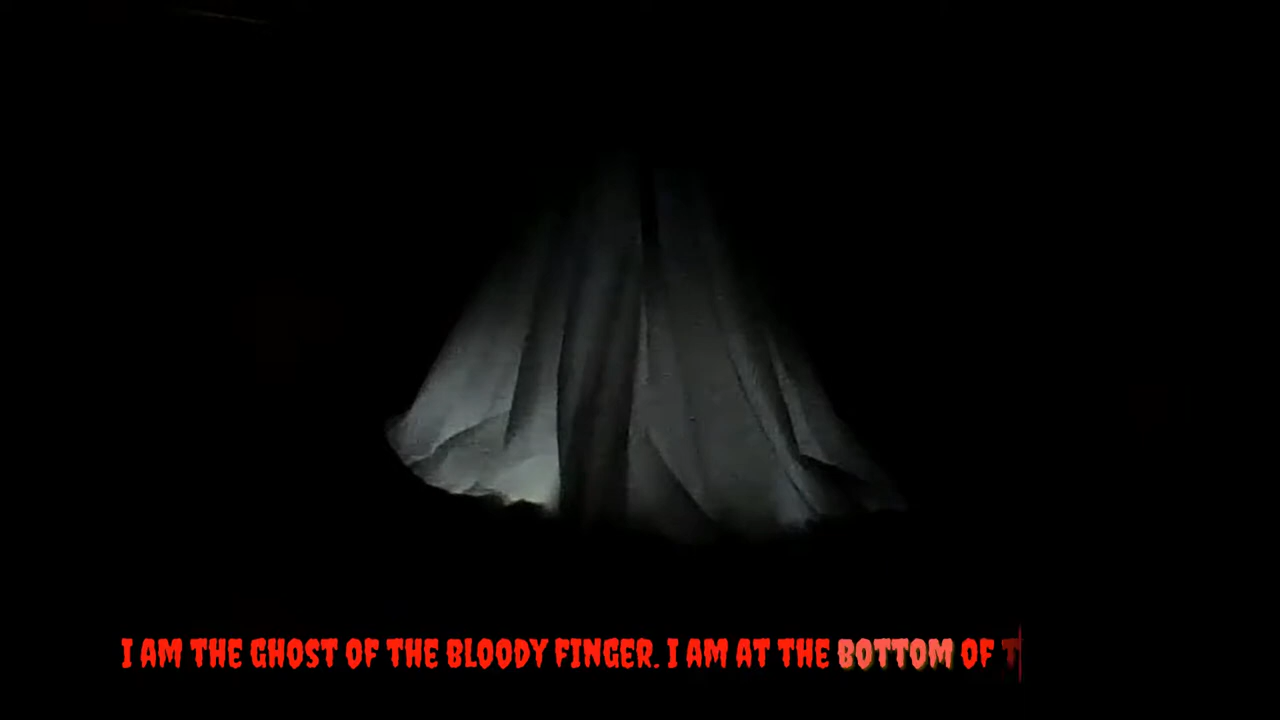 I AM THE GHOST OF THE BLOODY FINGER. I AM AT THE BOTTOM OF T